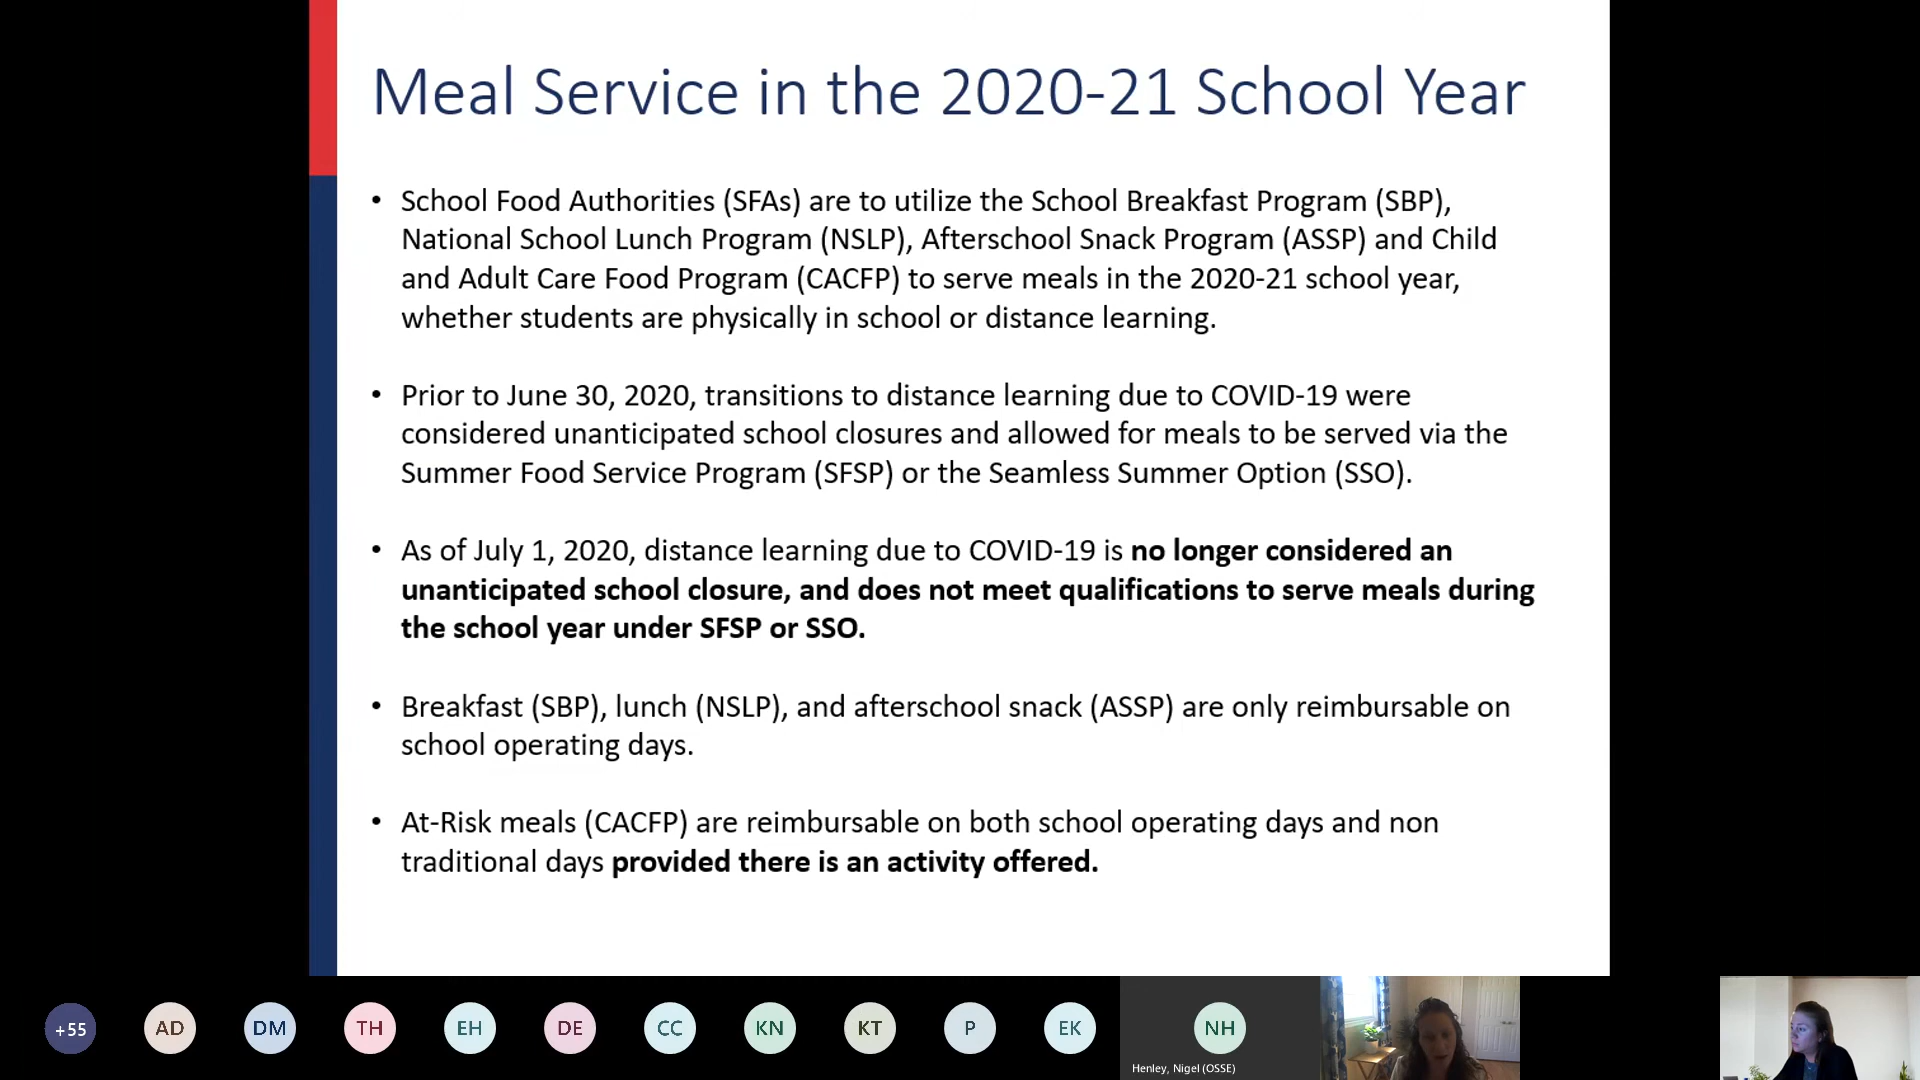 Meal Service in the 2020-21 School Year
• School Food Authorities (SFAs) are to utilize the School Breakfast Program (SBP),
National School Lunch Program (NSLP), Afterschool Snack Program (ASSP) and Child
and Adult Care Food Program (CACFP) to serve meals in the 2020-21 school year,
whether students are physically in school or distance learning.
• Prior to June 30, 2020, transitions to distance learning due to COVID-19 were
considered unanticipated school closures and allowed for meals to be served via the
Summer Food Service Program (SFSP) or the Seamless Summer Option (SSO).
• As of July 1, 2020, distance learning due to COVID-19 is no longer considered an
unanticipated school closure, and does not meet qualifications to serve meals during
the school year under SFSP or SSO.
• Breakfast (SBP), lunch (NSLP), and afterschool snack (ASSP) are only reimbursable on
school operating days.
• At-Risk meals (CACFP) are reimbursable on both school operating days and non
traditional days provided there is an activity offered.
+55 AD DM TH EH DE CC KN KT P EK NH
Henley, Nigel (OSSE)